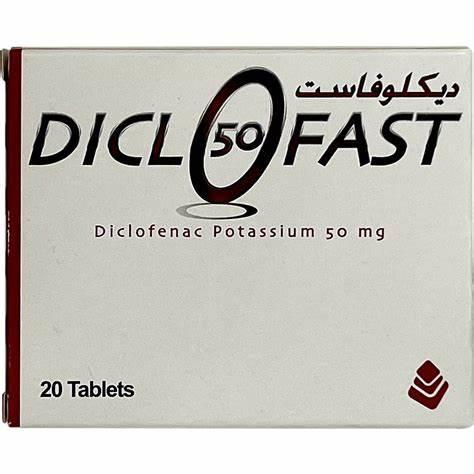 ديكلوفاست
DICLOFAST
50
Diclofenac Potassium 50 mg
20 Tablets